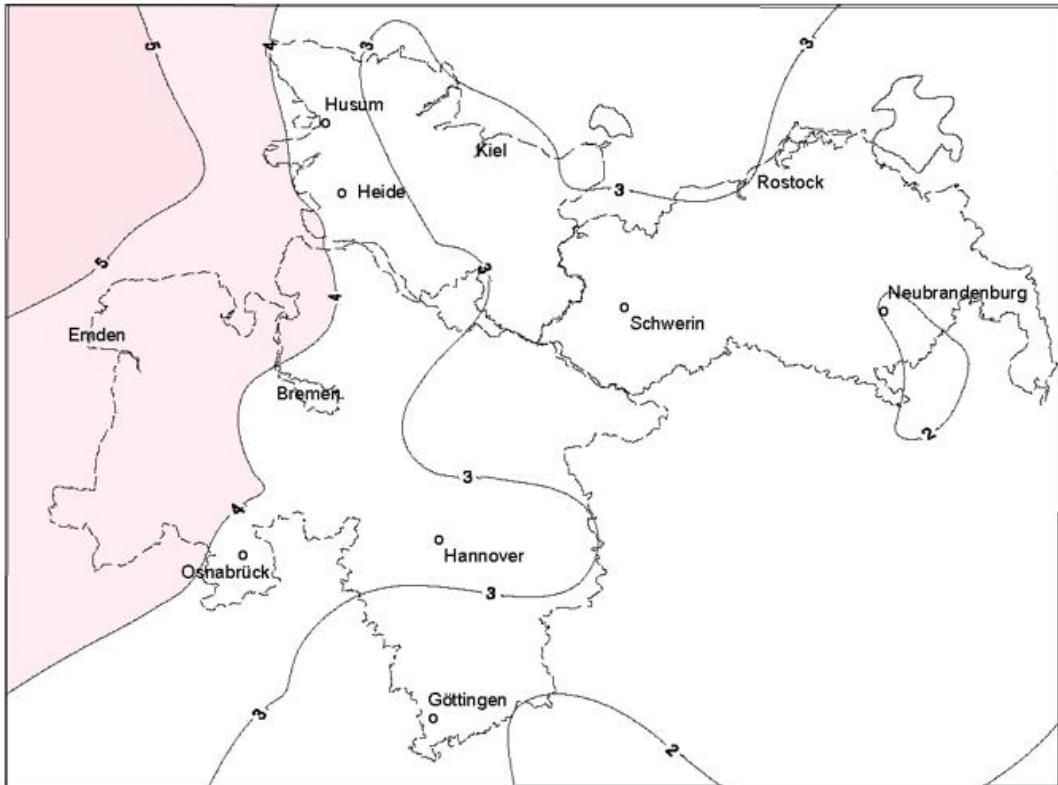 5
4
3
3
Husum
Kiel
Heide
3
Rostock
5
3
4
Neubrandenburg
Schwerin
Emden
Bremen
2
3
4
Hannover
Osnabrück
3
Göttingen
3
2